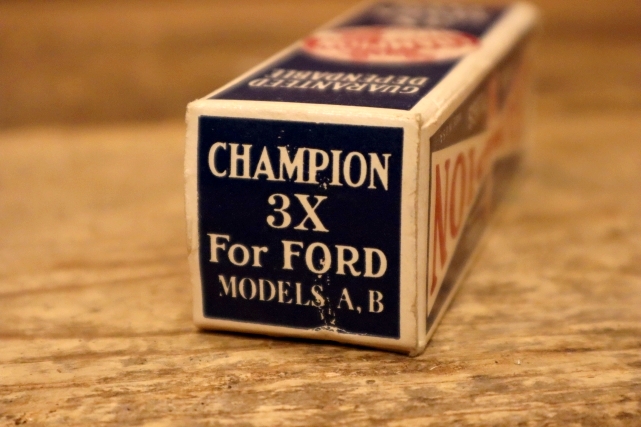 CHAMPION
3X
For FORD
MODELS A, B
GUARANTEED
DEPENDABLE